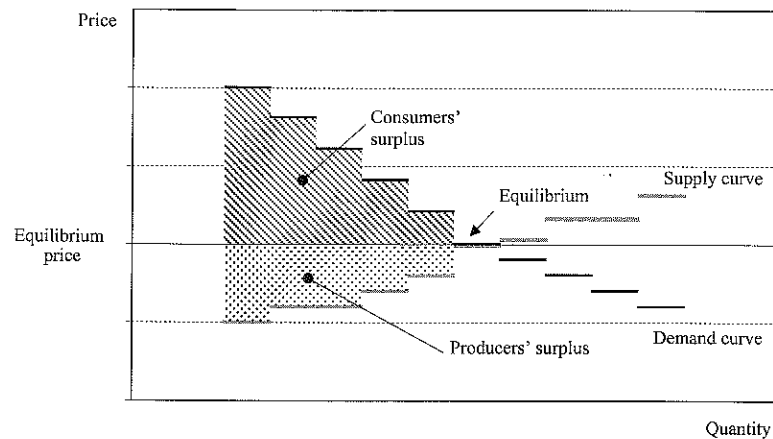 Price
Consumers'
surplus
Supply curve
Equilibrium
Equilibrium
price
Producers' surplus
Demand curve
Quantity